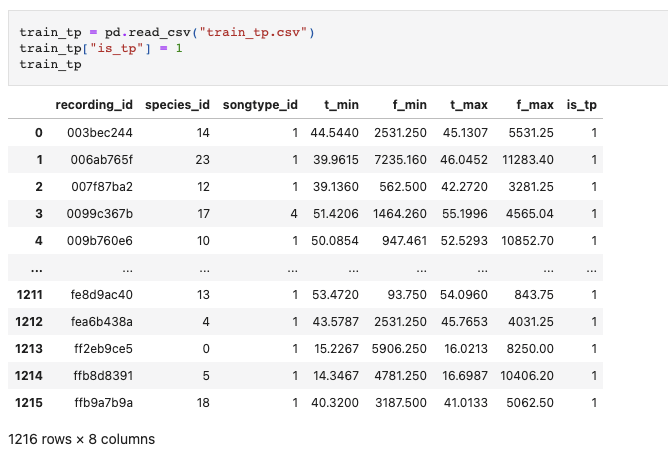 train_tp = pd.read_csv("train_tp.csv")
train_tp["is_tp"] = 1
train_tp
recording_id species_id songtype_id t_min f_min t_max f_max is_tp
0 003bec244 14 1 44.5440 2531.250 45.1307 5531.25 1
1 006ab765f 23 1 39.9615 7235.160 46.0452 11283.40 1
2 007f87ba2 12 1 39.1360 562.500 42.2720 3281.25 1
3 0099c367b 17 4 51.4206 1464.260 55.1996 4565.04 1
4 009b760e6 10 1 50.0854 947.461 52.5293 10852.70 1
... ... ... ... ... ... ... ... ...
1211 fe8d9ac40 13 1 53.4720 93.750 54.0960 843.75 1
1212 fea6b438a 4 1 43.5787 2531.250 45.7653 4031.25 1
1213 ff2eb9ce5 0 1 15.2267 5906.250 16.0213 8250.00 1
1214 ffb8d8391 5 1 14.3467 4781.250 16.6987 10406.20 1
1215 ffb9a7b9a 18 1 40.3200 3187.500 41.0133 5062.50 1
1216 rows × 8 columns